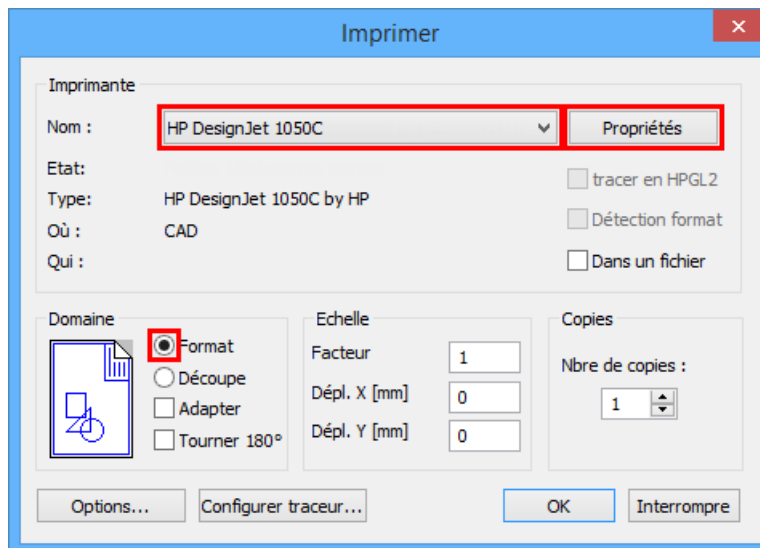 Imprimer
Imprimante
Nom : HP DesignJet 1050C Propriétés
Etat:
tracer en HPGL2
Type: HP DesignJet 1050C by HP
Détection format
Où : CAD
Qui : Dans un fichier
Domaine
Format
Découpe
Adapter
Tourner 180°
Echelle
Facteur 1
Dépl. X [mm] 0
Dépl. Y [mm] 0
Copies
Nbre de copies :
1
Options... Configurer traceur... OK Interrompre